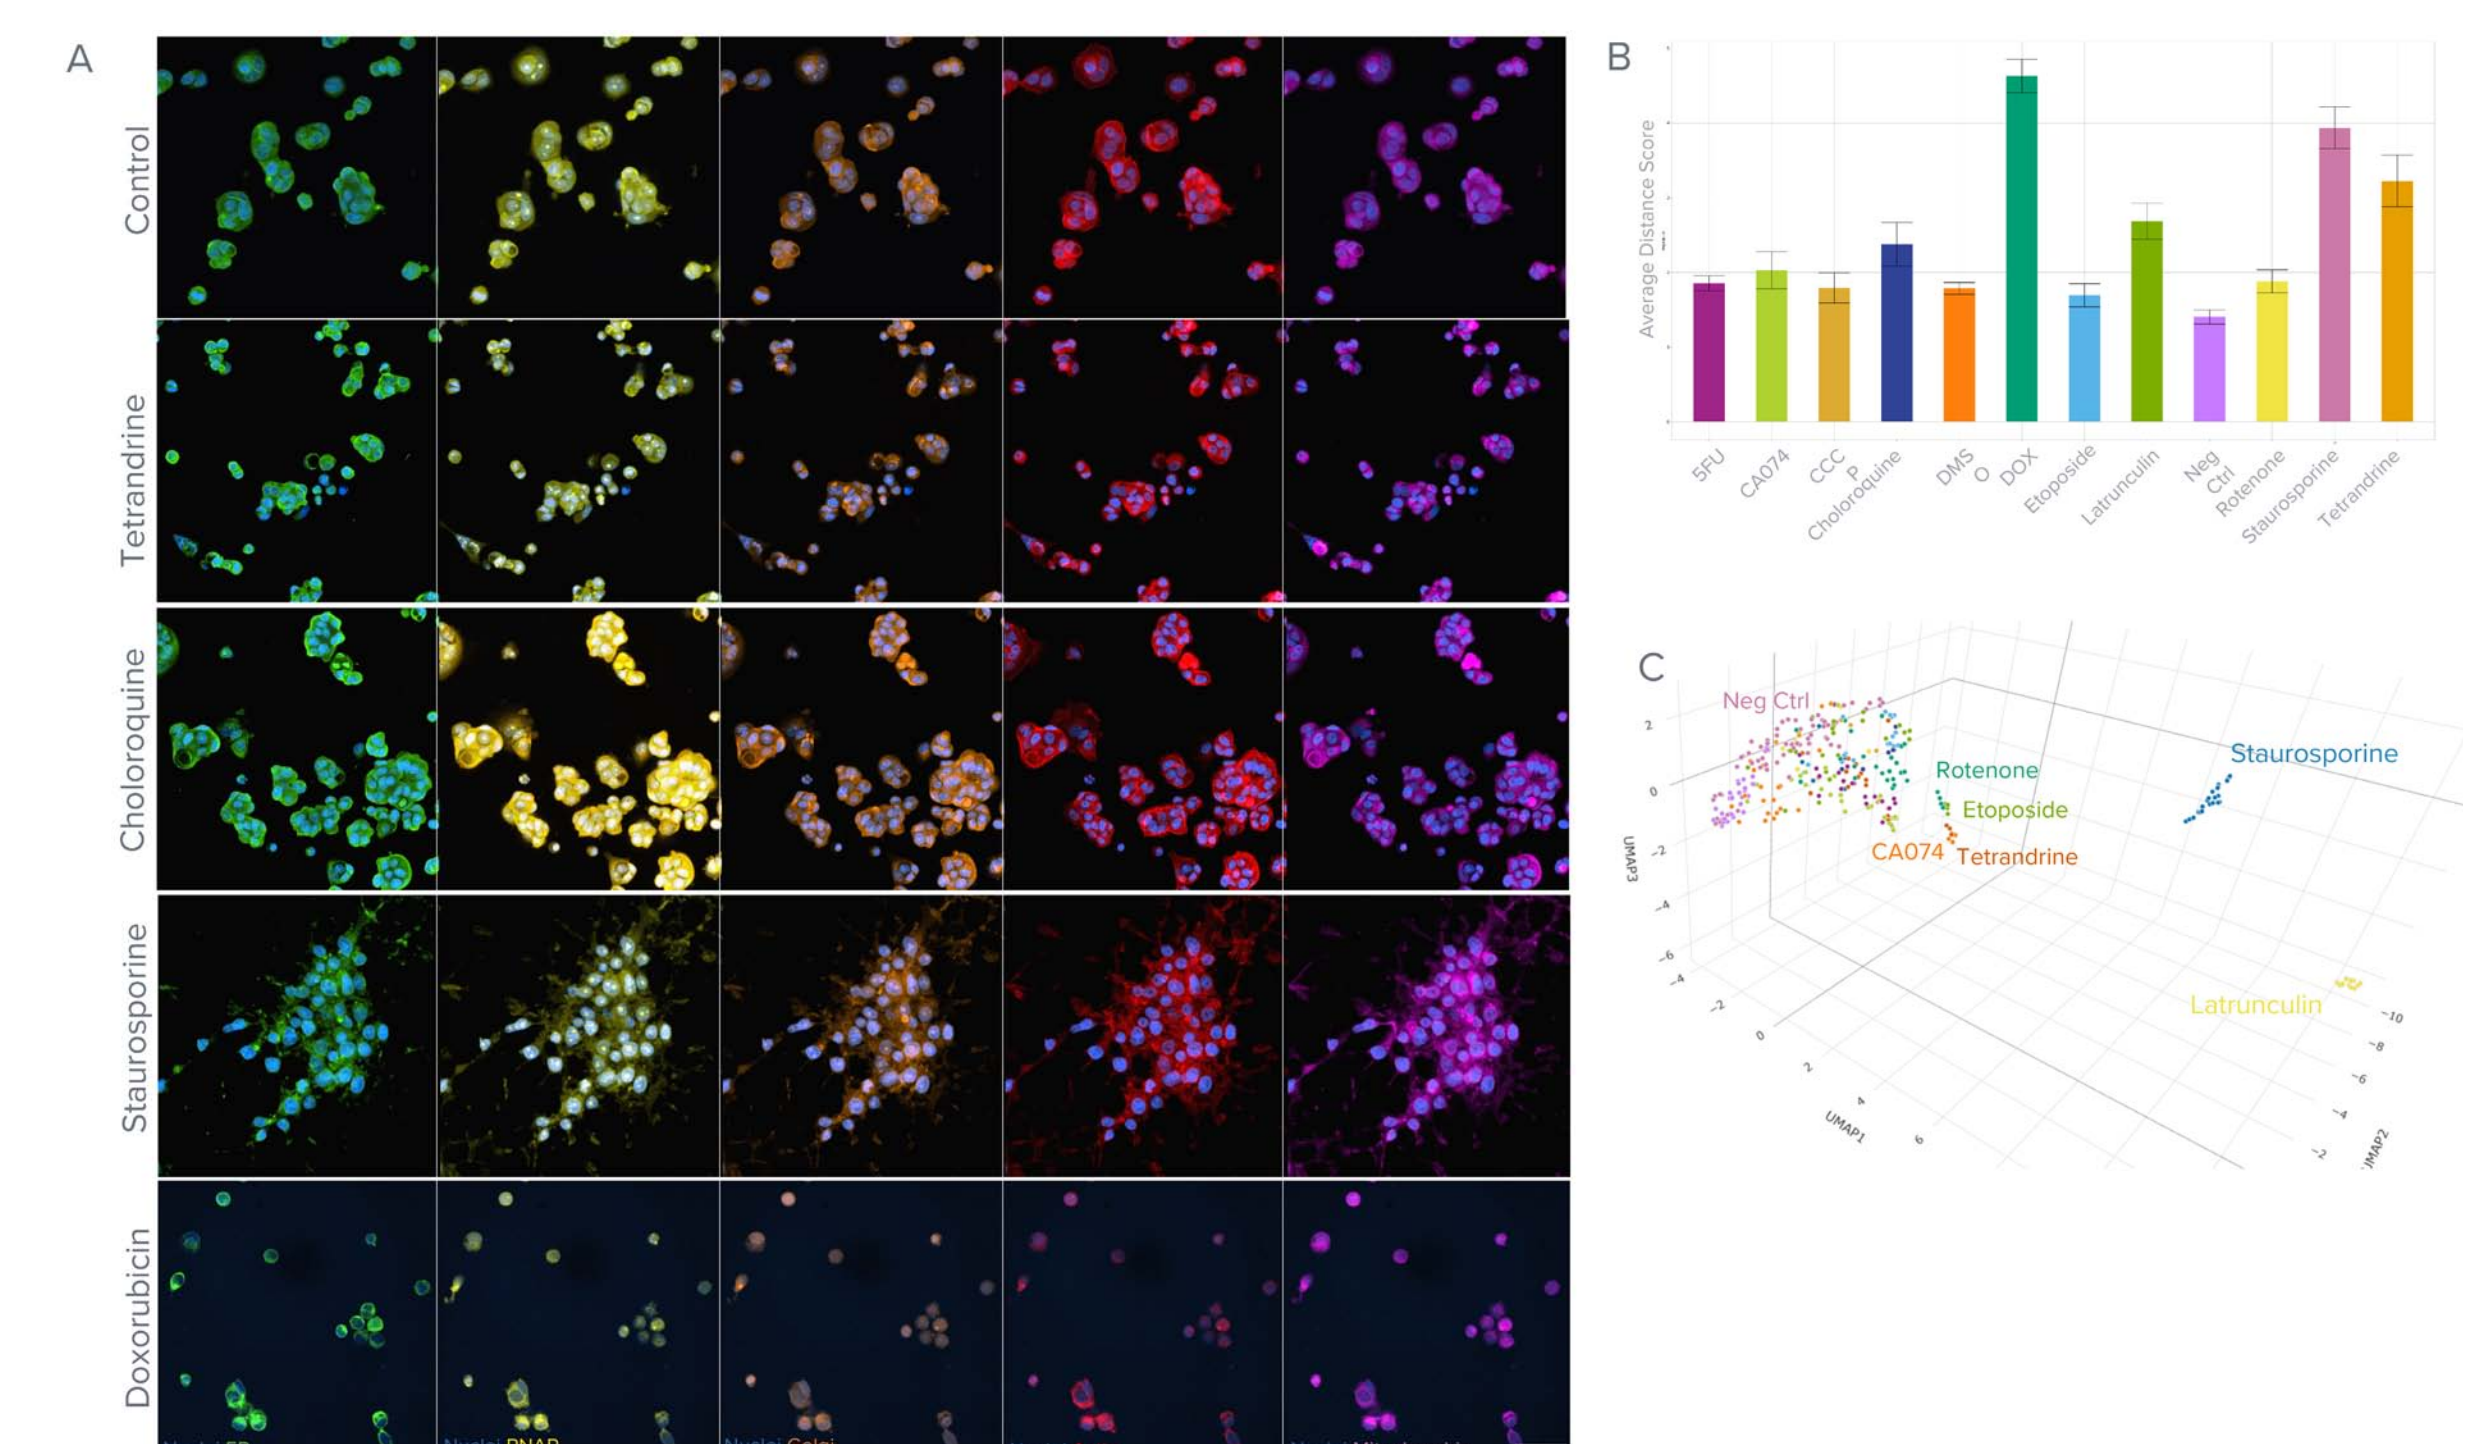 A
Control
Tetrandrine
Choloroquine
Staurosporine
Doxorubicin
Nuclei RNAP
Nuclei Golgi
B
Average Distance Score
5FU
CA074
CCC
P
Choloroquine
DMS
O
DOX
Etoposide
Latrunculin
Neg
Ctrl
Rotenone
Staurosporine
Tetrandrine
C
Neg Ctrl
Staurosporine
Rotenone
Etoposide
CA074
Tetrandrine
Latrunculin
UMAP3
2
0
−2
−4
−6
−4
−2
0
2
4
6
UMAP1
−10
−8
−6
−4
−2
UMAP2